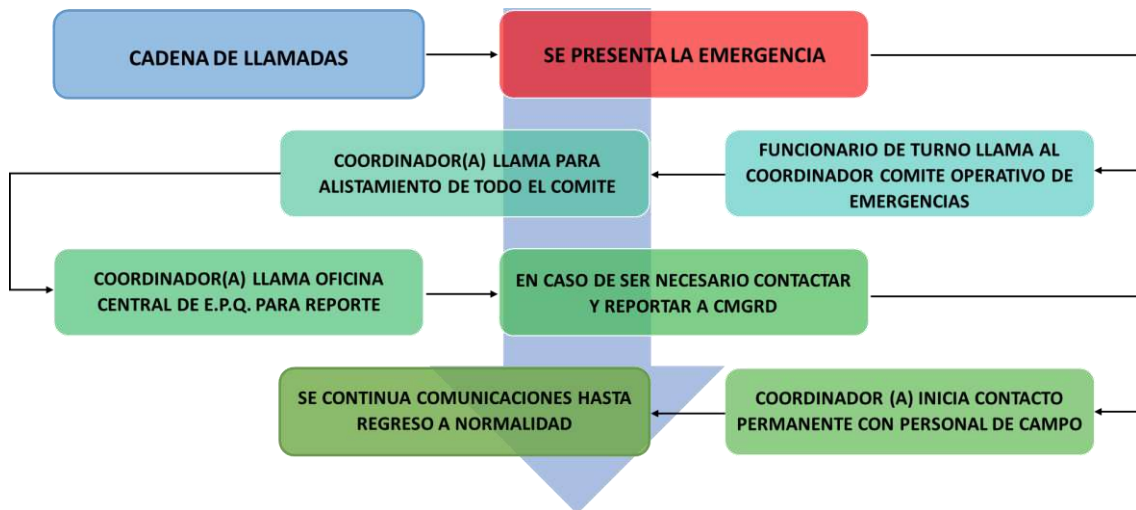 CADENA DE LLAMADAS
SE PRESENTA LA EMERGENCIA
FUNCIONARIO DE TURNO LLAMA AL
COORDINADOR COMITE OPERATIVO DE
EMERGENCIAS
COORDINADOR(A) LLAMA PARA
ALISTAMIENTO DE TODO EL COMITE
COORDINADOR(A) LLAMA OFICINA
CENTRAL DE E.P.Q. PARA REPORTE
EN CASO DE SER NECESARIO CONTACTAR
Y REPORTAR A CMGRD
COORDINADOR (A) INICIA CONTACTO
PERMANENTE CON PERSONAL DE CAMPO
SE CONTINUA COMUNICACIONES HASTA
REGRESO A NORMALIDAD